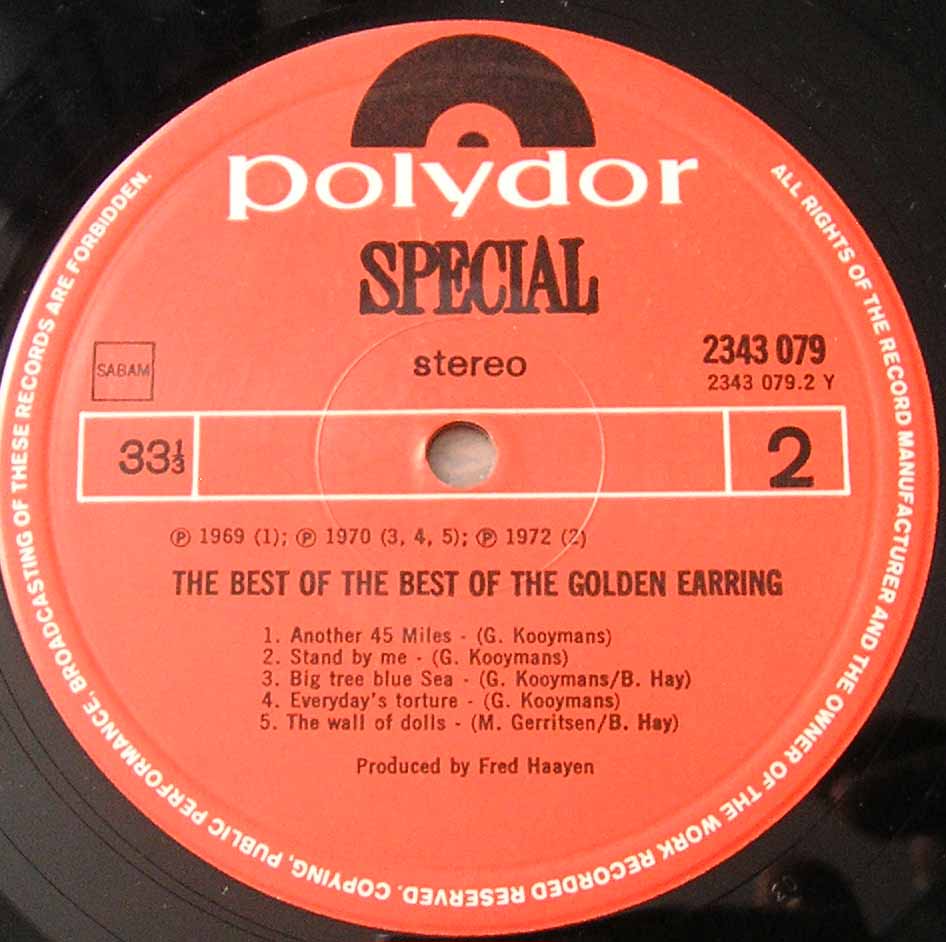 polydor
SPECIAL
stereo
SABAM
2343 079
2343 079.2 Y
33⅓
2
℗ 1969 (1); ℗ 1970 (3, 4, 5); ℗ 1972 (2)
THE BEST OF THE BEST OF THE GOLDEN EARRING
1. Another 45 Miles - (G. Kooymans)
2. Stand by me - (G. Kooymans)
3. Big tree blue Sea - (G. Kooymans/B. Hay)
4. Everyday's torture - (G. Kooymans)
5. The wall of dolls - (M. Gerritsen/B. Hay)
Produced by Fred Haayen
ALL RIGHTS OF THE RECORD MANUFACTURER AND THE OWNER OF THE WORK RECORDED RESERVED. COPYING, PUBLIC PERFORMANCE, BROADCASTING OF THESE RECORDS ARE FORBIDDEN.